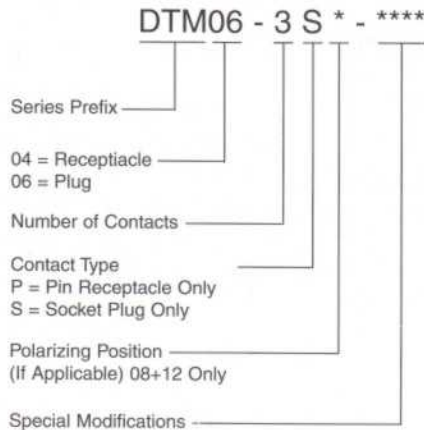 DTM06 - 3 S * - ****
Series Prefix
04 = Receptiacle
06 = Plug
Number of Contacts
Contact Type
P = Pin Receptacle Only
S = Socket Plug Only
Polarizing Position
(If Applicable) 08+12 Only
Special Modifications